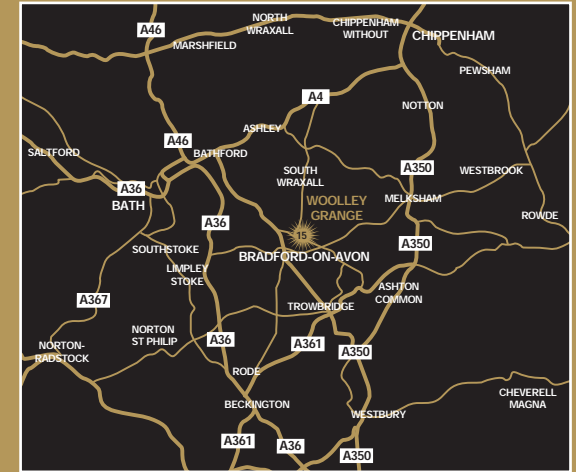 NORTH
WRAXALL
CHIPPENHAM
WITHOUT
A46
CHIPPENHAM
MARSHFIELD
PEWSHAM
A4
NOTTON
ASHLEY
A46
BATHFORD
SALTFORD
A350
SOUTH
WRAXALL
WESTBROOK
A36
BATH
MELKSHAM
WOOLLEY
GRANGE
ROWDE
A36
15
A350
SOUTHSTOKE
BRADFORD-ON-AVON
LIMPLEY
STOKE
A367
ASHTON
COMMON
TROWBRIDGE
NORTON
ST PHILIP
A36
A361
A350
NORTON-
RADSTOCK
RODE
CHEVERELL
MAGNA
BECKINGTON
WESTBURY
A361
A36
A350